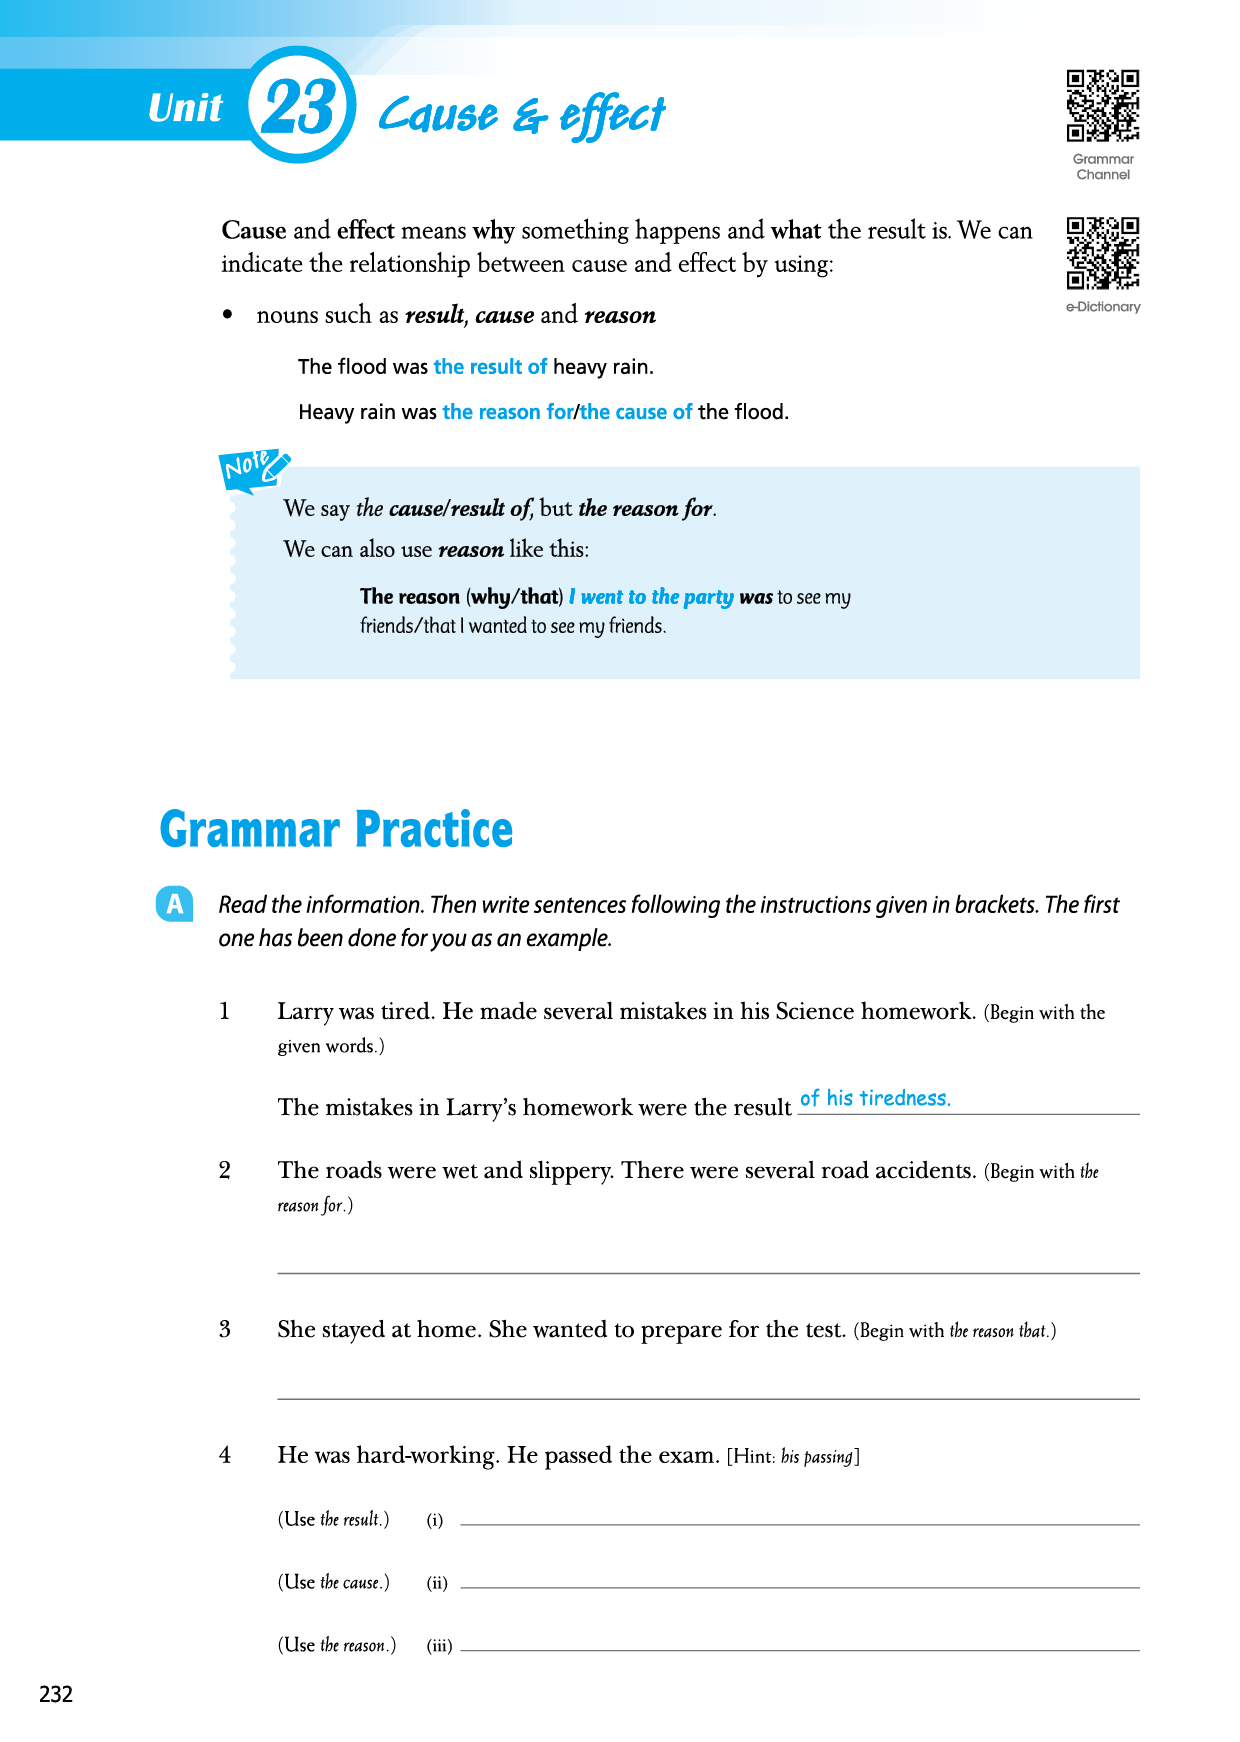 Unit 23 Cause & effect
Grammar
Channel
Cause and effect means why something happens and what the result is. We can
indicate the relationship between cause and effect by using:
e-Dictionary
• nouns such as result, cause and reason
The flood was the result of heavy rain.
Heavy rain was the reason for/the cause of the flood.
Note
We say the cause/result of, but the reason for.
We can also use reason like this:
The reason (why/that) I went to the party was to see my
friends/that I wanted to see my friends.
Grammar Practice
A Read the information. Then write sentences following the instructions given in brackets. The first
one has been done for you as an example.
1 Larry was tired. He made several mistakes in his Science homework. (Begin with the
given words.)
The mistakes in Larry's homework were the result of his tiredness.
2 The roads were wet and slippery. There were several road accidents. (Begin with the
reason for.)
3 She stayed at home. She wanted to prepare for the test. (Begin with the reason that.)
4 He was hard-working. He passed the exam. [Hint: his passing]
(Use the result.) (i)
(Use the cause.) (ii)
(Use the reason.) (iii)
232